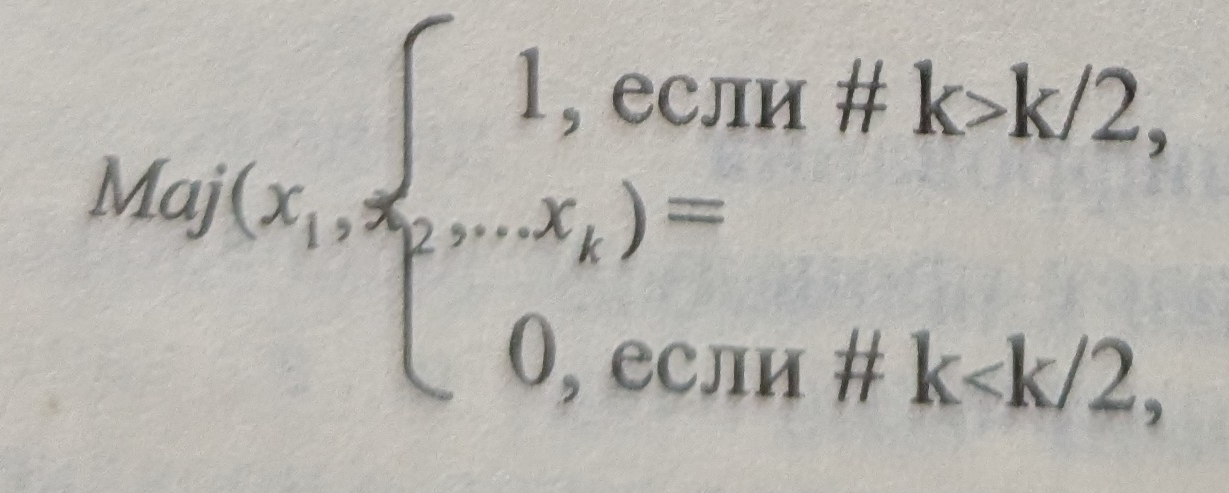 1, если # k>k/2,
Maj(x₁,x₂,...xₖ)=
0, если # k<k/2,